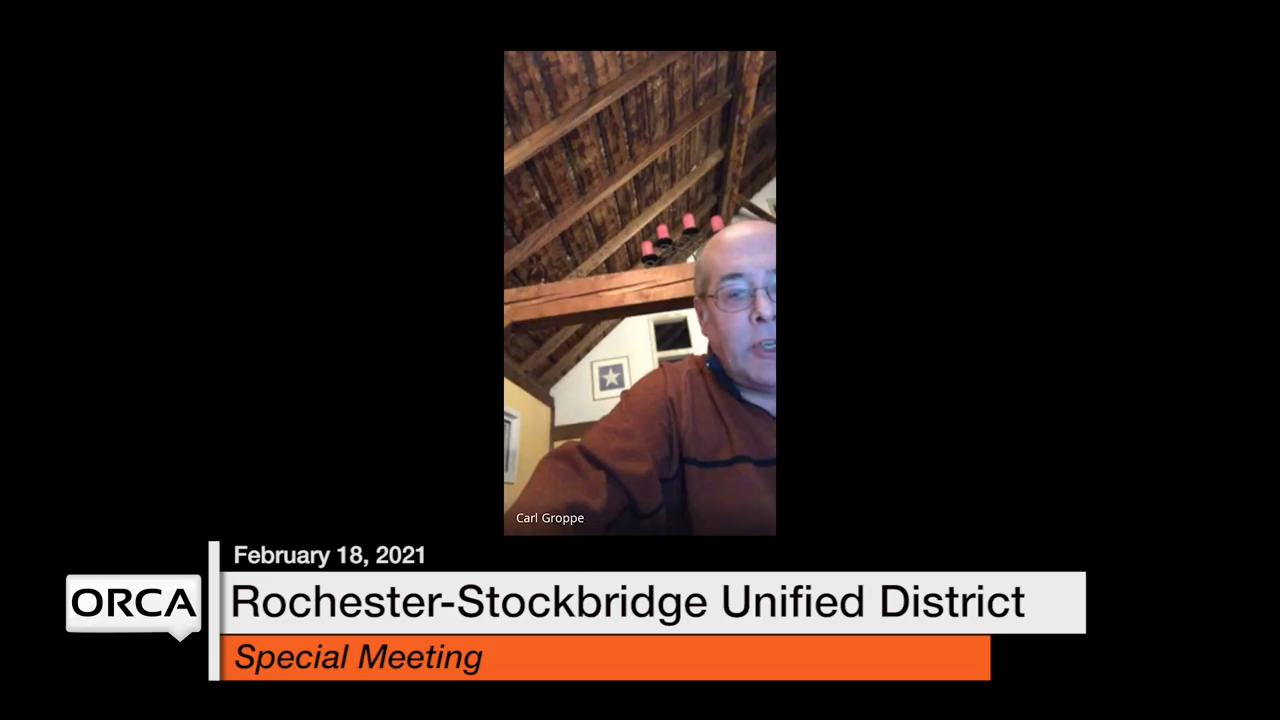 Carl Groppe
February 18, 2021
ORCA
Rochester-Stockbridge Unified District
Special Meeting